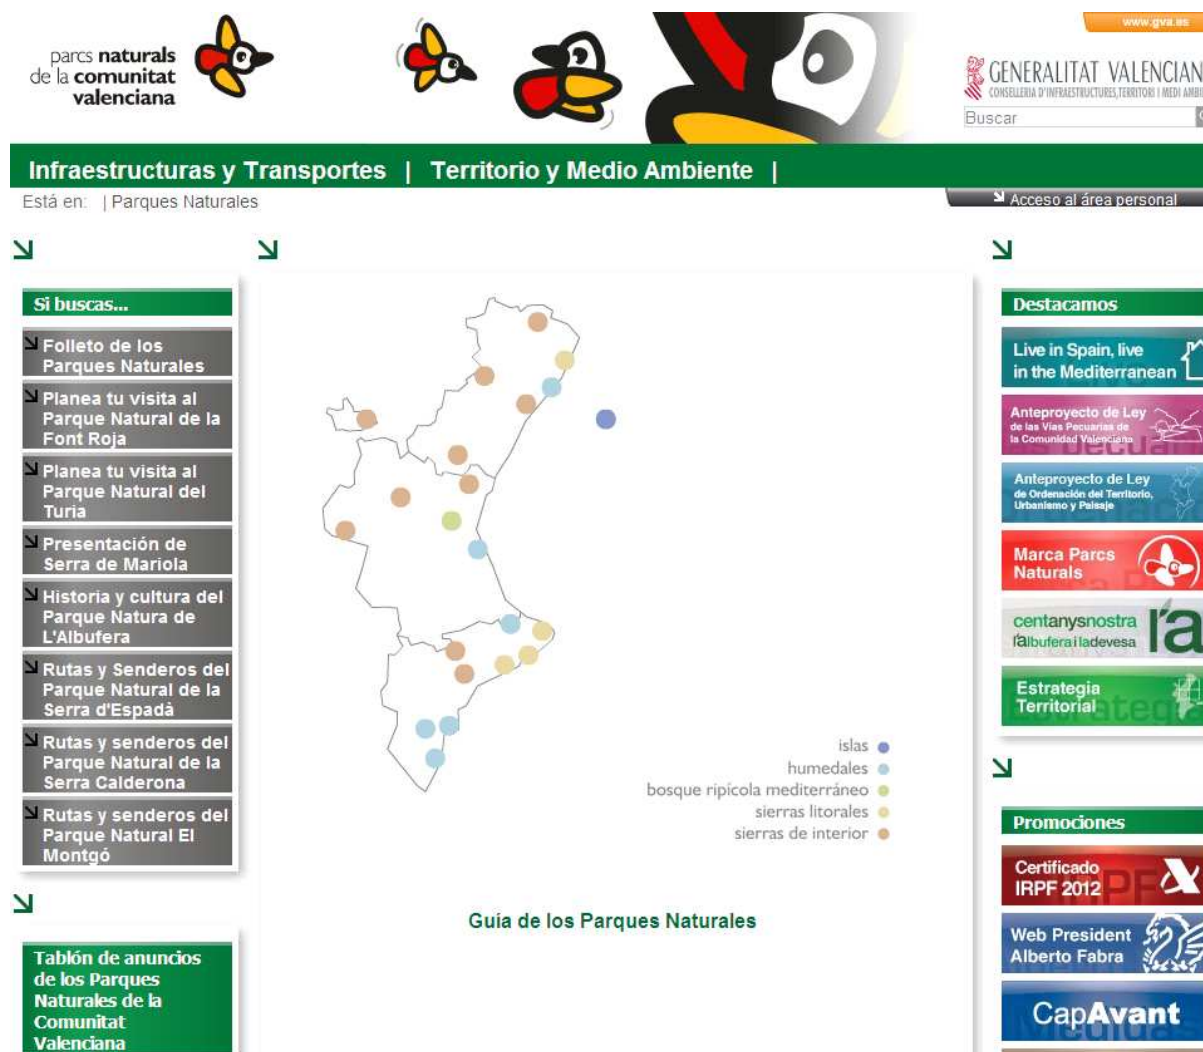 parcs naturals
de la comunitat
valenciana
www.gva.es
GENERALITAT VALENCIAN
CONSELLERIA D'INFRAESTRUCTURES, TERRITORI I MEDI AMBI
Buscar
Infraestructuras y Transportes | Territorio y Medio Ambiente |
Está en: | Parques Naturales
Acceso al área personal
Si buscas...
Folleto de los
Parques Naturales
Planea tu visita al
Parque Natural de la
Font Roja
Planea tu visita al
Parque Natural del
Turia
Presentación de
Serra de Mariola
Historia y cultura del
Parque Natura de
L'Albufera
Rutas y Senderos del
Parque Natural de la
Serra d'Espadà
Rutas y senderos del
Parque Natural de la
Serra Calderona
Rutas y senderos del
Parque Natural El
Montgó
Tablón de anuncios
de los Parques
Naturales de la
Comunitat
Valenciana
islas
humedales
bosque ripícola mediterráneo
sierras litorales
sierras de interior
Guía de los Parques Naturales
Destacamos
Live in Spain, live
in the Mediterranean
Anteproyecto de Ley
de las Vías Pecuarias de
la Comunidad Valenciana
Anteproyecto de Ley
de Ordenación del Territorio,
Urbanismo y Paisaje
Marca Parcs
Naturals
centanysnostra
l'albuferailadevesa
l'a
Estrategia
Territorial
Promociones
Certificado
IRPF 2012
Web President
Alberto Fabra
CapAvant